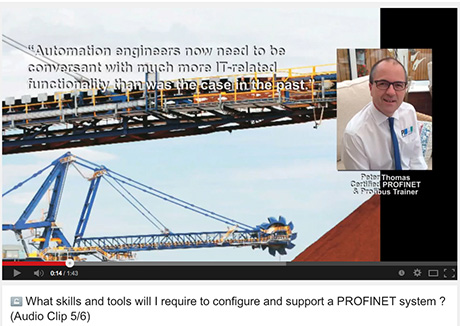 “Automation engineers now need to be
conversant with much more IT-related
functionality than was the case in the past.”
Peter Thomas
Certified PROFINET
& Profibus Trainer
0:14 / 1:43
What skills and tools will I require to configure and support a PROFINET system ?
(Audio Clip 5/6)